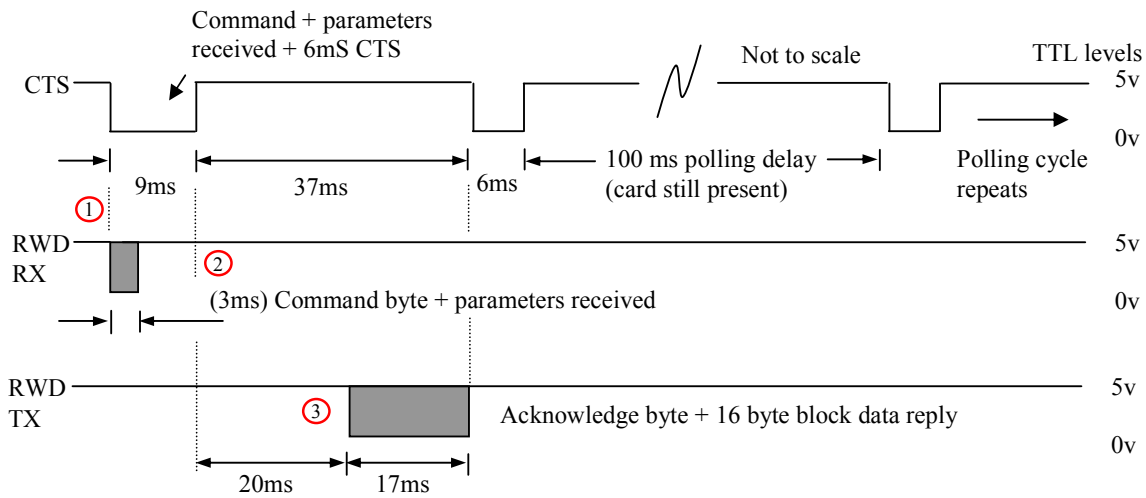 Command + parameters
received + 6mS CTS
Not to scale
TTL levels
CTS
5v
0v
9ms
37ms
6ms
100 ms polling delay
(card still present)
Polling cycle
repeats
1
RWD
RX
5v
2
(3ms) Command byte + parameters received
0v
RWD
TX
5v
3
Acknowledge byte + 16 byte block data reply
0v
20ms
17ms